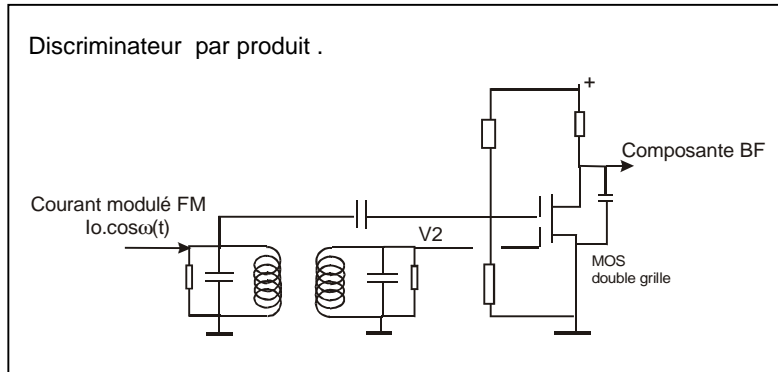 Discriminateur par produit .
+
Composante BF
Courant modulé FM
Io.cosω(t)
V2
MOS
double grille